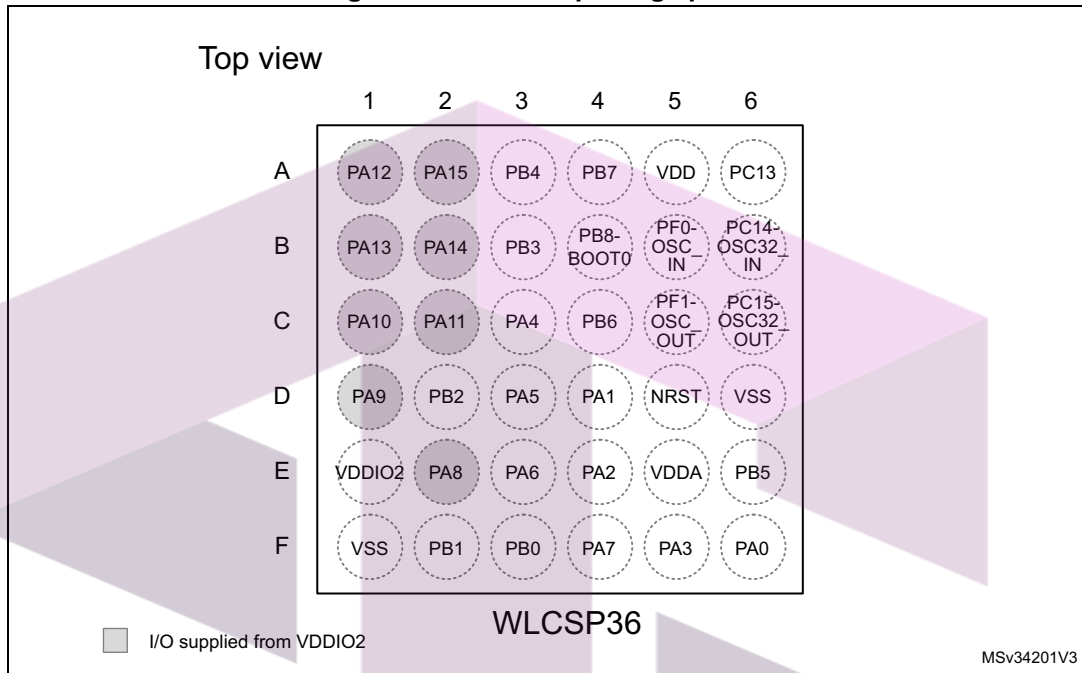 Top view
1 2 3 4 5 6
A PA12 PA15 PB4 PB7 VDD PC13
B PA13 PA14 PB3 PB8-BOOT0 PF0-OSC_IN PC14-OSC32_IN
C PA10 PA11 PA4 PB6 PF1-OSC_OUT PC15-OSC32_OUT
D PA9 PB2 PA5 PA1 NRST VSS
E VDDIO2 PA8 PA6 PA2 VDDA PB5
F VSS PB1 PB0 PA7 PA3 PA0
WLCSP36
I/O supplied from VDDIO2
MSv34201V3